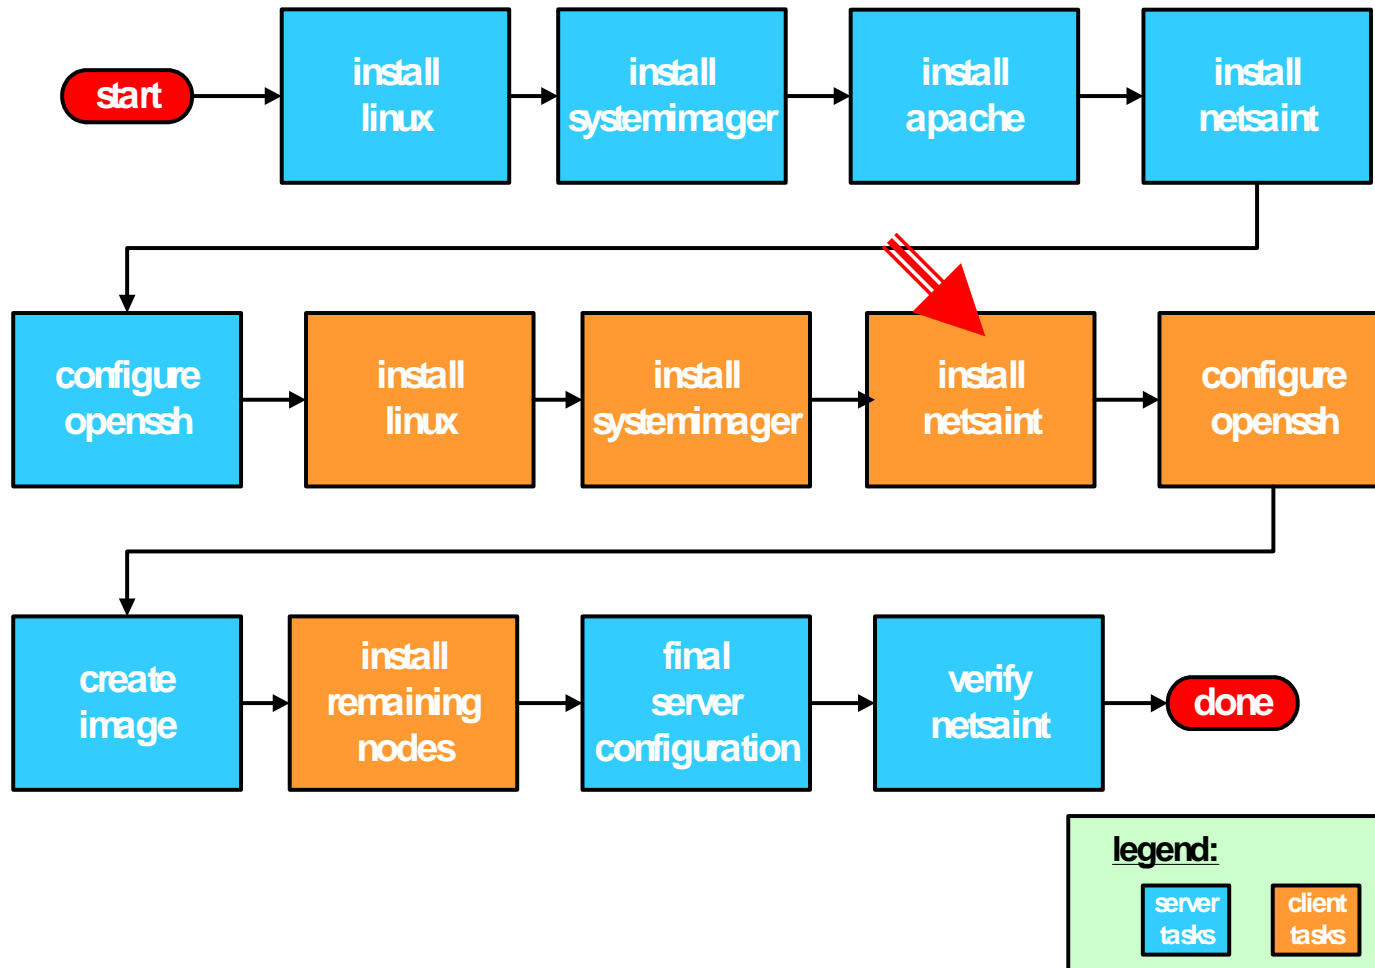 start
install
linux
install
systemimager
install
apache
install
netsaint
configure
openssh
install
linux
install
systemimager
install
netsaint
configure
openssh
create
image
install
remaining
nodes
final
server
configuration
verify
netsaint
done
legend:
server
tasks
client
tasks